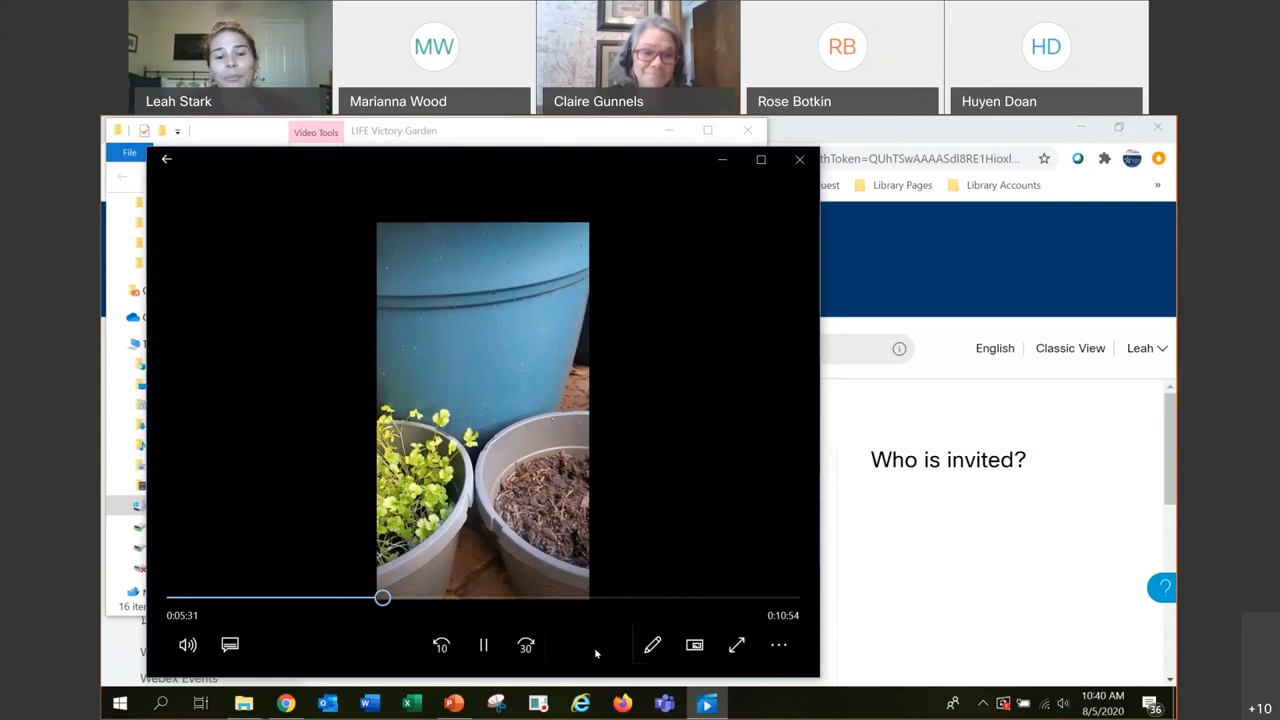 MW
RB
HD
Leah Stark
Marianna Wood
Claire Gunnels
Rose Botkin
Huyen Doan
Video Tools
LIFE Victory Garden
File
thToken=QUhTSwAAAASdl8RE1Hioxl...
uest
Library Pages
Library Accounts
»
English
Classic View
Leah
Who is invited?
?
0:05:31
0:10:54
16 iter
10
30
Webex Events
10:40 AM
8/5/2020
36
+10